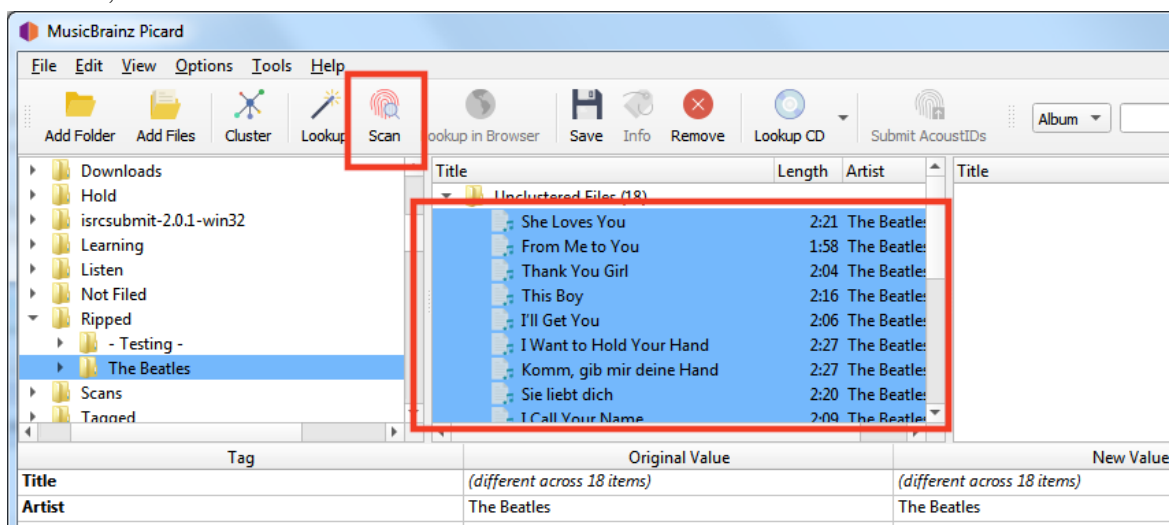 MusicBrainz Picard
File Edit View Options Tools Help
Add Folder Add Files Cluster Lookup Scan Lookup in Browser Save Info Remove Lookup CD Submit AcoustIDs Album
Downloads
Hold
isrcsubmit-2.0.1-win32
Learning
Listen
Not Filed
Ripped
- Testing -
The Beatles
Scans
Tagged
Title Length Artist
Unclustered Files (18)
She Loves You 2:21 The Beatles
From Me to You 1:58 The Beatles
Thank You Girl 2:04 The Beatles
This Boy 2:16 The Beatles
I'll Get You 2:06 The Beatles
I Want to Hold Your Hand 2:27 The Beatles
Komm, gib mir deine Hand 2:27 The Beatles
Sie liebt dich 2:20 The Beatles
I Call Your Name 2:09 The Beatles
Title
Tag Original Value New Value
Title (different across 18 items) (different across 18 items)
Artist The Beatles The Beatles